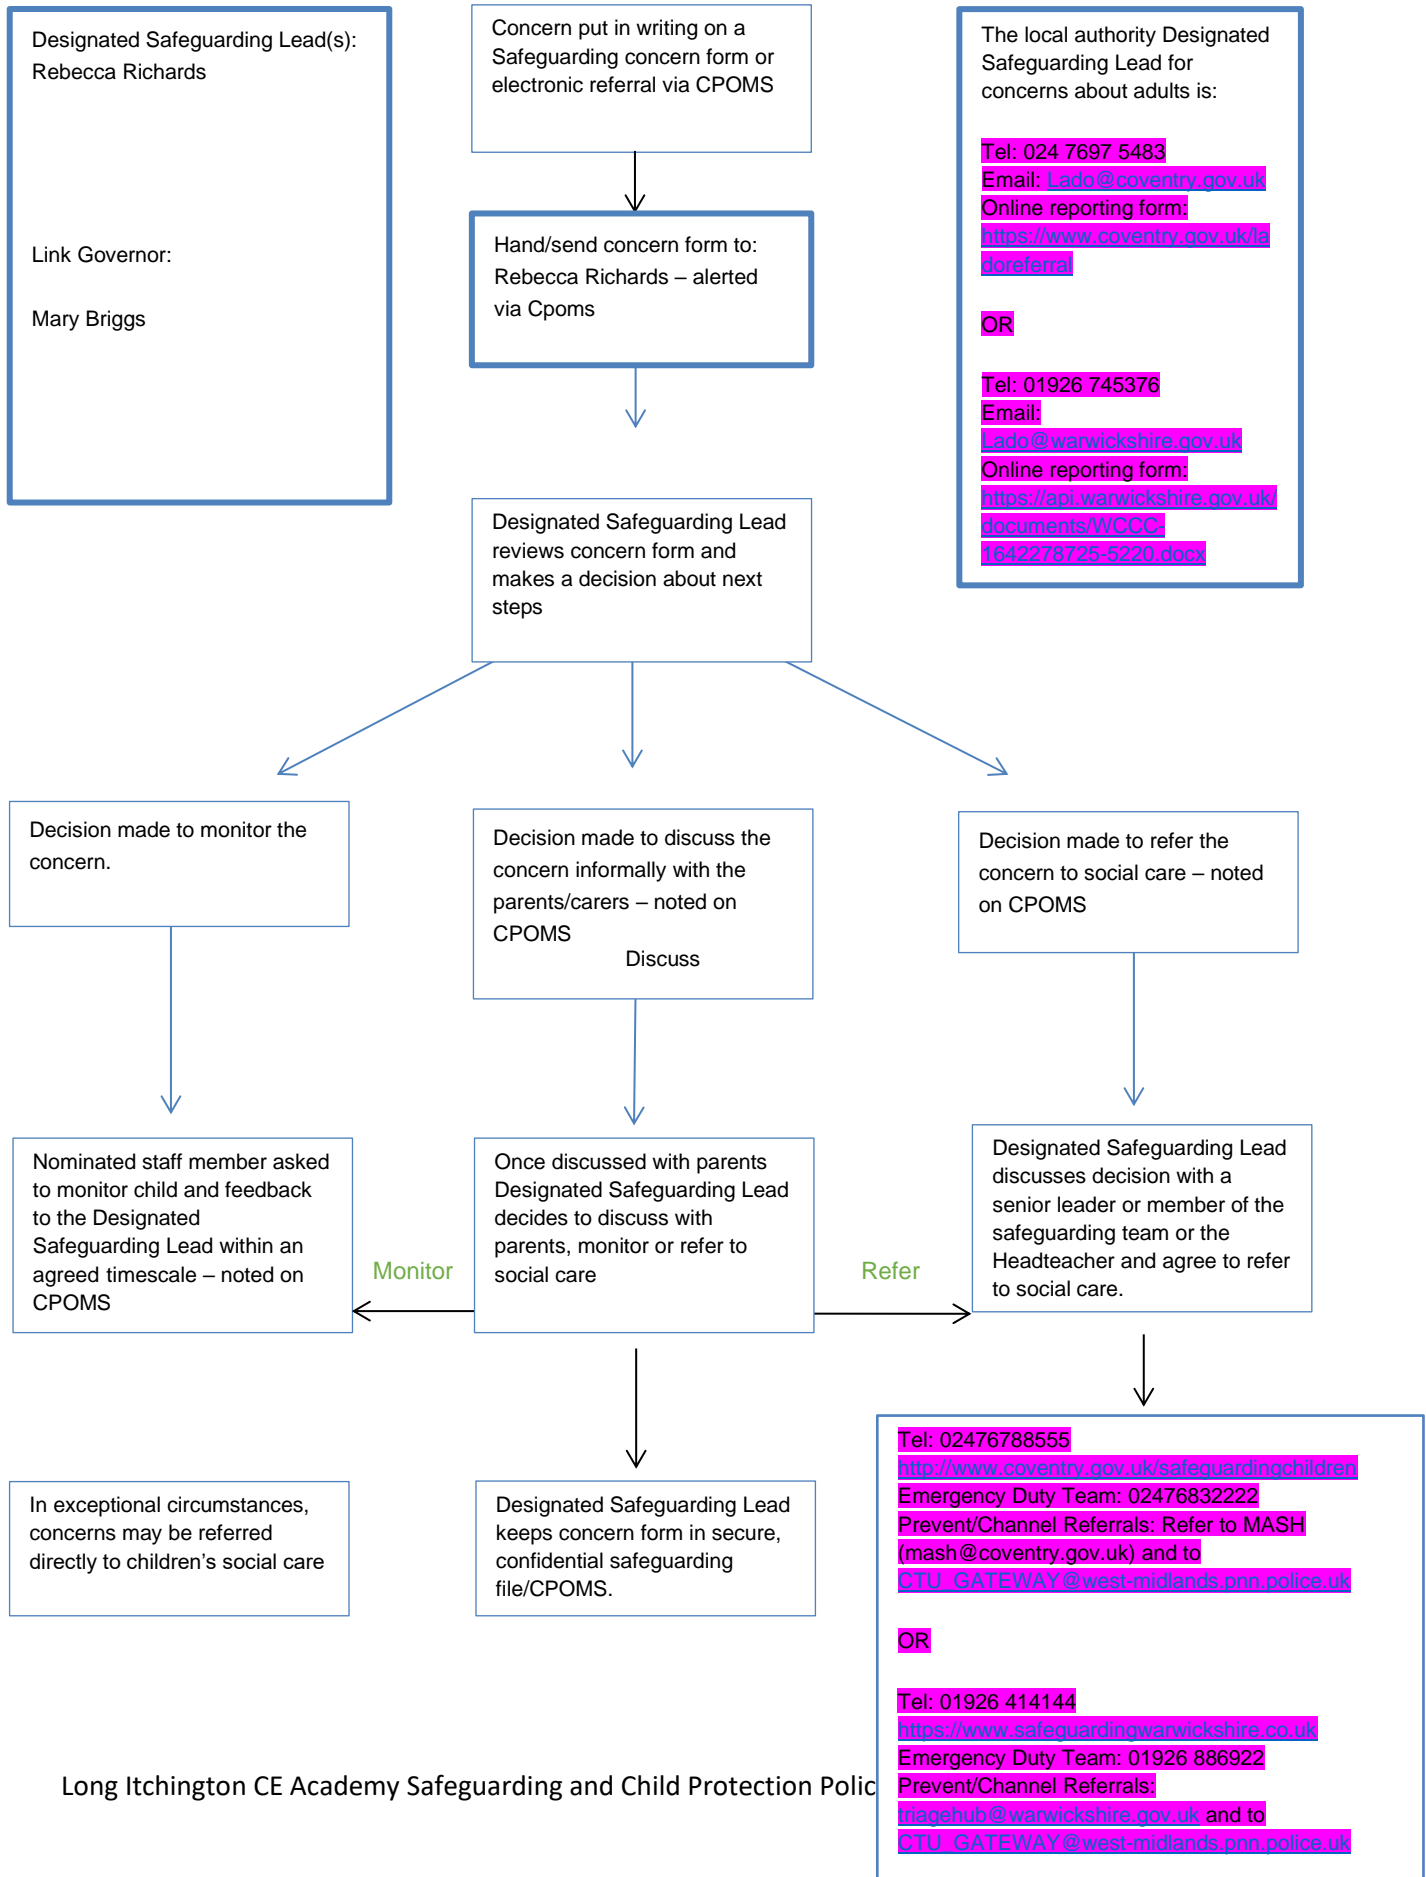 Designated Safeguarding Lead(s):
Rebecca Richards
Link Governor:
Mary Briggs
Concern put in writing on a
Safeguarding concern form or
electronic referral via CPOMS
The local authority Designated
Safeguarding Lead for
concerns about adults is:
Tel: 024 7697 5483
Email: Lado@coventry.gov.uk
Online reporting form:
https://www.coventry.gov.uk/la
doreferral
OR
Tel: 01926 745376
Email:
Lado@warwickshire.gov.uk
Online reporting form:
https://api.warwickshire.gov.uk/
documents/WCCC-
1642278725-5220.docx
Hand/send concern form to:
Rebecca Richards – alerted
via Cpoms
Designated Safeguarding Lead
reviews concern form and
makes a decision about next
steps
Decision made to monitor the
concern.
Decision made to discuss the
concern informally with the
parents/carers – noted on
CPOMS
Discuss
Decision made to refer the
concern to social care – noted
on CPOMS
Nominated staff member asked
to monitor child and feedback
to the Designated
Safeguarding Lead within an
agreed timescale – noted on
CPOMS
Monitor
Once discussed with parents
Designated Safeguarding Lead
decides to discuss with
parents, monitor or refer to
social care
Refer
Designated Safeguarding Lead
discusses decision with a
senior leader or member of the
safeguarding team or the
Headteacher and agree to refer
to social care.
In exceptional circumstances,
concerns may be referred
directly to children’s social care
Designated Safeguarding Lead
keeps concern form in secure,
confidential safeguarding
file/CPOMS.
Tel: 02476788555
http://www.coventry.gov.uk/safeguardingchildren
Emergency Duty Team: 02476832222
Prevent/Channel Referrals: Refer to MASH
(mash@coventry.gov.uk) and to
CTU_GATEWAY@west-midlands.pnn.police.uk
OR
Tel: 01926 414144
https://www.safeguardingwarwickshire.co.uk
Emergency Duty Team: 01926 886922
Prevent/Channel Referrals:
triagehub@warwickshire.gov.uk and to
CTU_GATEWAY@west-midlands.pnn.police.uk
Long Itchington CE Academy Safeguarding and Child Protection Polic